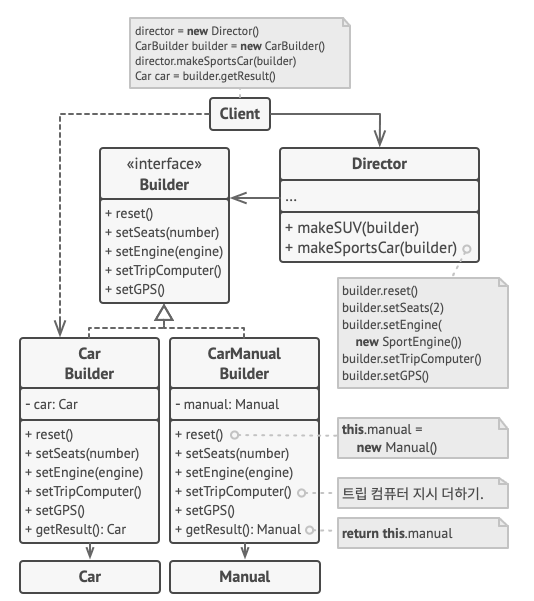 director = new Director()
CarBuilder builder = new CarBuilder()
director.makeSportsCar(builder)
Car car = builder.getResult()
Client
«interface»
Builder
+ reset()
+ setSeats(number)
+ setEngine(engine)
+ setTripComputer()
+ setGPS()
Director
...
+ makeSUV(builder)
+ makeSportsCar(builder)
builder.reset()
builder.setSeats(2)
builder.setEngine(
new SportEngine())
builder.setTripComputer()
builder.setGPS()
Car
Builder
- car: Car
+ reset()
+ setSeats(number)
+ setEngine(engine)
+ setTripComputer()
+ setGPS()
+ getResult(): Car
CarManual
Builder
- manual: Manual
+ reset()
+ setSeats(number)
+ setEngine(engine)
+ setTripComputer()
+ setGPS()
+ getResult(): Manual
this.manual =
new Manual()
트립 컴퓨터 지시 더하기.
return this.manual
Car
Manual